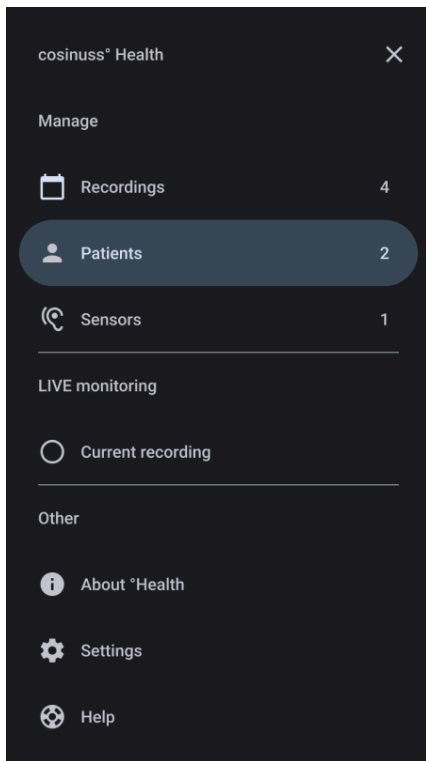 cosinuss° Health
Manage
Recordings 4
Patients 2
Sensors 1
LIVE monitoring
Current recording
Other
About °Health
Settings
Help